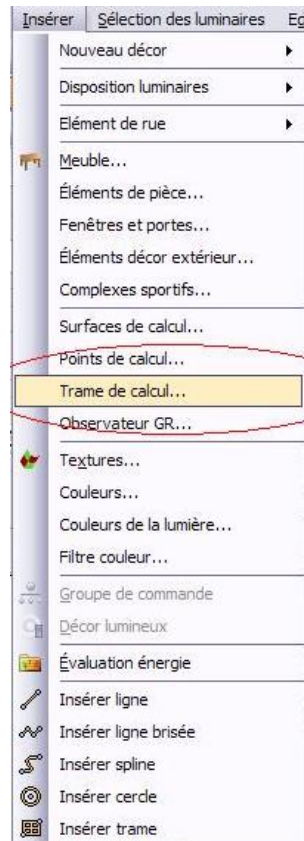 Insérer Sélection des luminaires
Nouveau décor
Disposition luminaires
Elément de rue
Meuble...
Éléments de pièce...
Fenêtres et portes...
Éléments décor extérieur...
Complexes sportifs...
Surfaces de calcul...
Points de calcul...
Trame de calcul...
Observateur GR...
Textures...
Couleurs...
Couleurs de la lumière...
Filtre couleur...
Groupe de commande
Décor lumineux
Évaluation énergie
Insérer ligne
Insérer ligne brisée
Insérer spline
Insérer cercle
Insérer trame